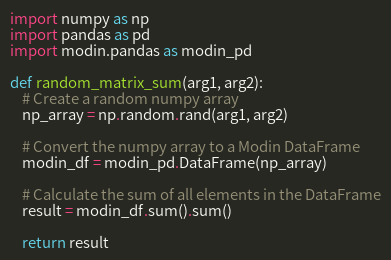 import numpy as np
import pandas as pd
import modin.pandas as modin_pd
def random_matrix_sum(arg1, arg2):
# Create a random numpy array
np_array = np.random.rand(arg1, arg2)
# Convert the numpy array to a Modin DataFrame
modin_df = modin_pd.DataFrame(np_array)
# Calculate the sum of all elements in the DataFrame
result = modin_df.sum().sum()
return result